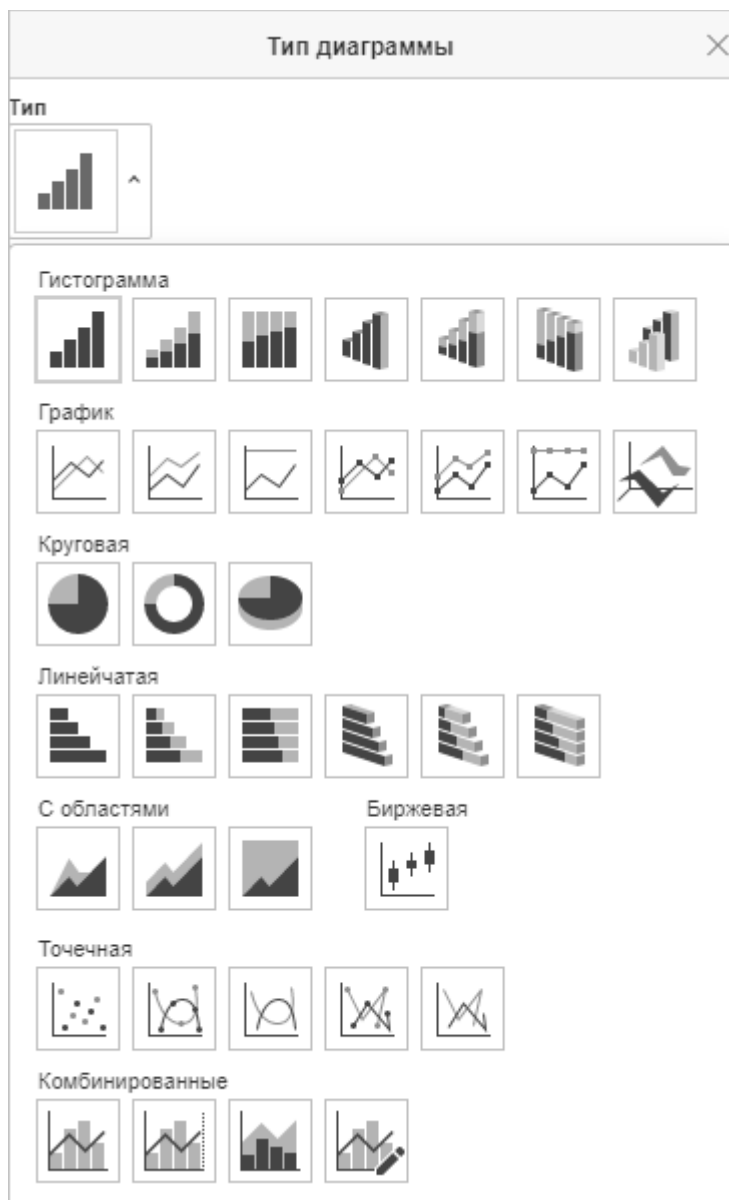 Тип диаграммы
Тип
Гистограмма
График
Круговая
Линейчатая
С областями
Биржевая
Точечная
Комбинированные